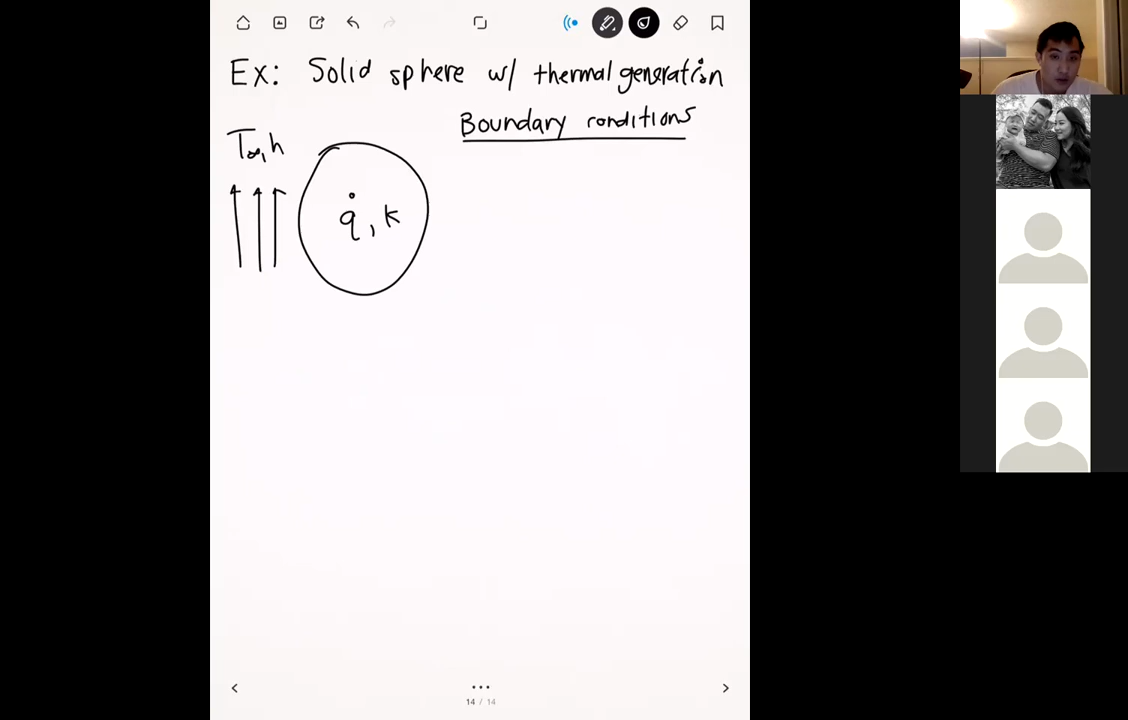 Ex: Solid sphere w/ thermal generation
Boundary conditions
T∞, h
q̇, k
14 / 14